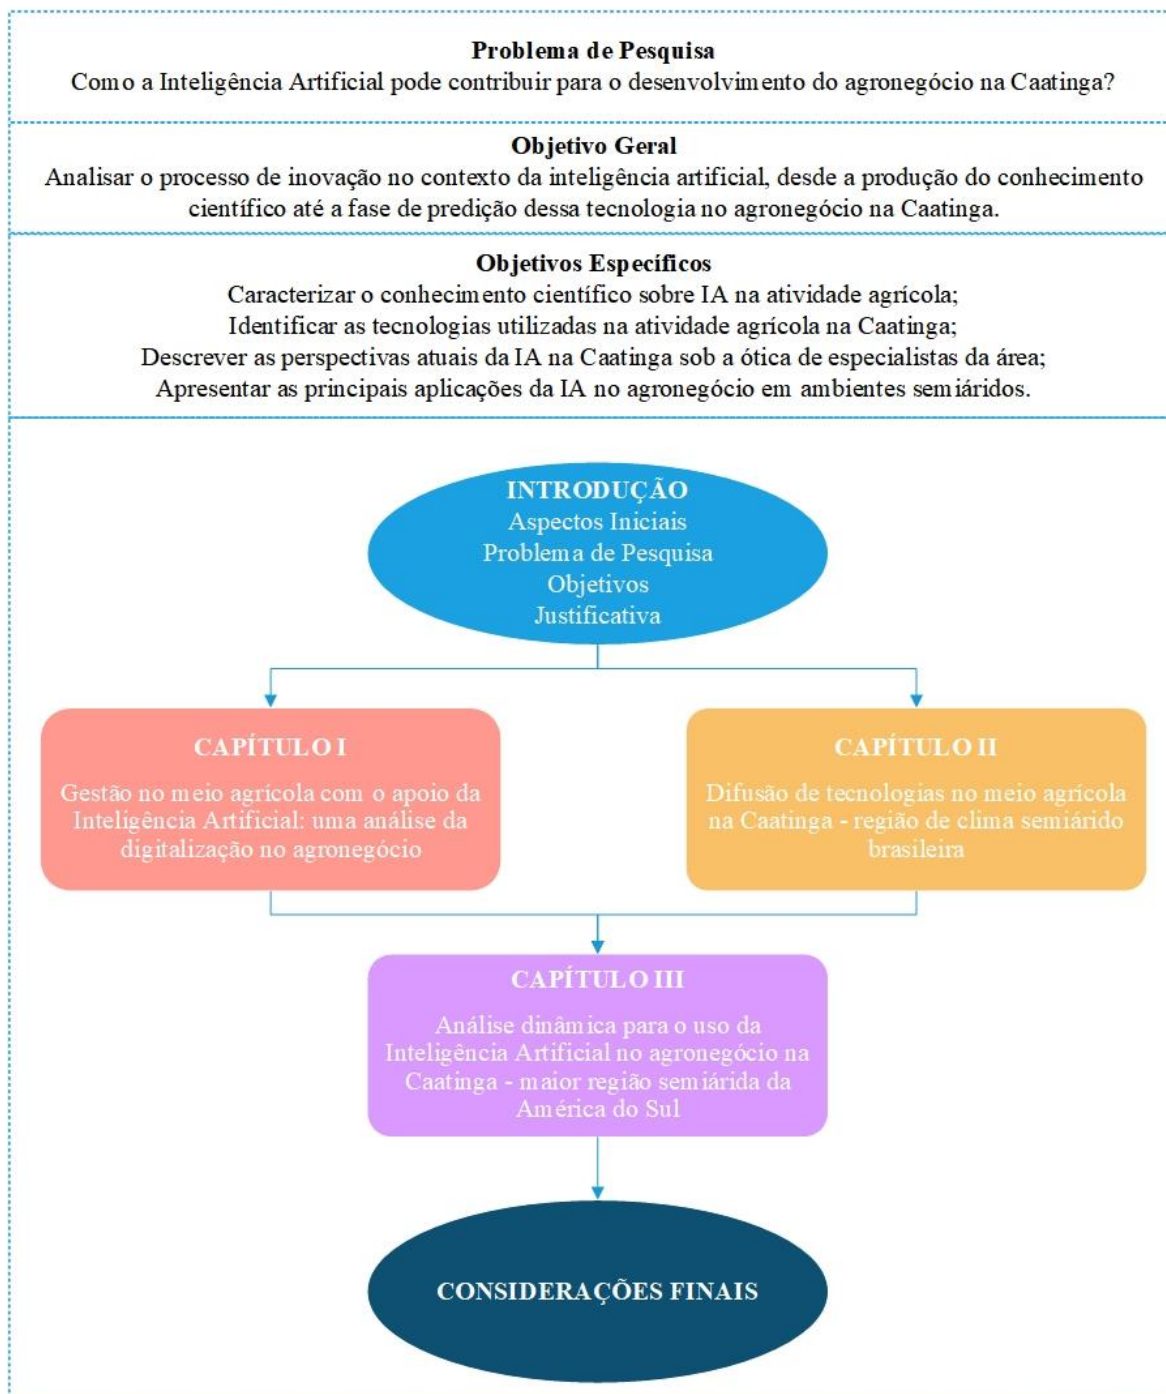 Problema de Pesquisa
Como a Inteligência Artificial pode contribuir para o desenvolvimento do agronegócio na Caatinga?
Objetivo Geral
Analisar o processo de inovação no contexto da inteligência artificial, desde a produção do conhecimento
científico até a fase de predição dessa tecnologia no agronegócio na Caatinga.
Objetivos Específicos
Caracterizar o conhecimento científico sobre IA na atividade agrícola;
Identificar as tecnologias utilizadas na atividade agrícola na Caatinga;
Descrever as perspectivas atuais da IA na Caatinga sob a ótica de especialistas da área;
Apresentar as principais aplicações da IA no agronegócio em ambientes semiáridos.
INTRODUÇÃO
Aspectos Iniciais
Problema de Pesquisa
Objetivos
Justificativa
CAPÍTULO I
Gestão no meio agrícola com o apoio da
Inteligência Artificial: uma análise da
digitalização no agronegócio
CAPÍTULO II
Difusão de tecnologias no meio agrícola
na Caatinga - região de clima semiárido
brasileira
CAPÍTULO III
Análise dinâmica para o uso da
Inteligência Artificial no agronegócio na
Caatinga - maior região semiárida da
América do Sul
CONSIDERAÇÕES FINAIS